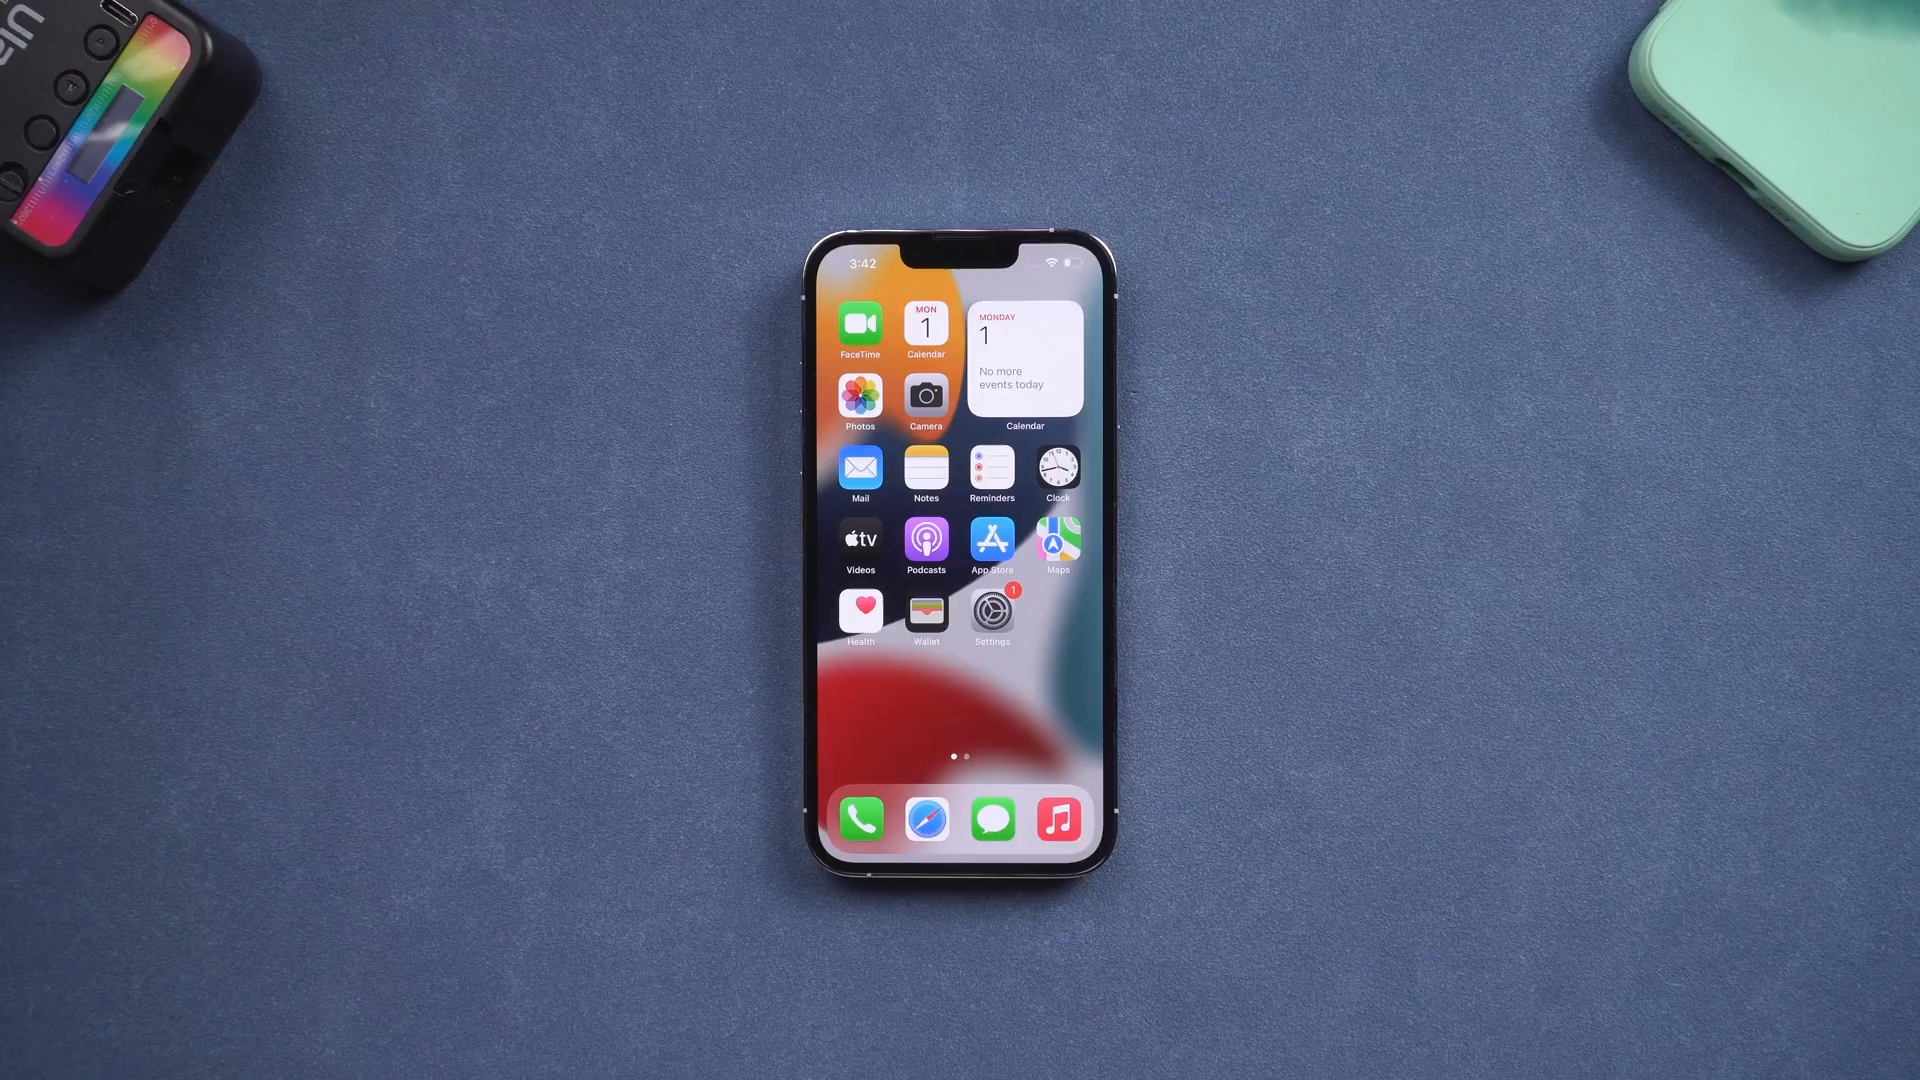 3:42
MON
1
MONDAY
1
No more
events today
FaceTime
Calendar
Photos
Camera
Calendar
Mail
Notes
Reminders
Clock
tv
Videos
Podcasts
App Store
Maps
1
Health
Wallet
Settings